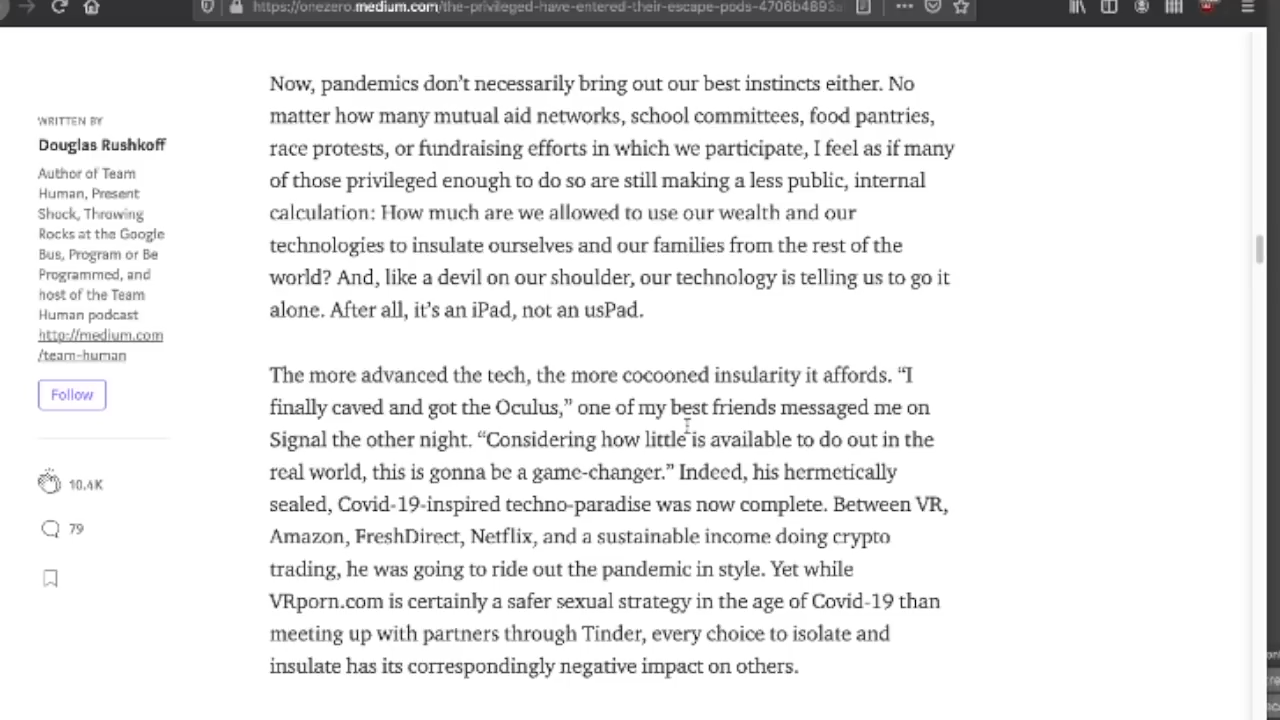 https://onezero.medium.com/the-privileged-have-entered-their-escape-pods-4706b4893
WRITTEN BY
Douglas Rushkoff
Author of Team
Human, Present
Shock, Throwing
Rocks at the Google
Bus, Program or Be
Programmed, and
host of the Team
Human podcast
http://medium.com
/team-human
Follow
10.4K
79
Now, pandemics don’t necessarily bring out our best instincts either. No
matter how many mutual aid networks, school committees, food pantries,
race protests, or fundraising efforts in which we participate, I feel as if many
of those privileged enough to do so are still making a less public, internal
calculation: How much are we allowed to use our wealth and our
technologies to insulate ourselves and our families from the rest of the
world? And, like a devil on our shoulder, our technology is telling us to go it
alone. After all, it’s an iPad, not an usPad.
The more advanced the tech, the more cocooned insularity it affords. “I
finally caved and got the Oculus,” one of my best friends messaged me on
Signal the other night. “Considering how little is available to do out in the
real world, this is gonna be a game-changer.” Indeed, his hermetically
sealed, Covid-19-inspired techno-paradise was now complete. Between VR,
Amazon, FreshDirect, Netflix, and a sustainable income doing crypto
trading, he was going to ride out the pandemic in style. Yet while
VRporn.com is certainly a safer sexual strategy in the age of Covid-19 than
meeting up with partners through Tinder, every choice to isolate and
insulate has its correspondingly negative impact on others.